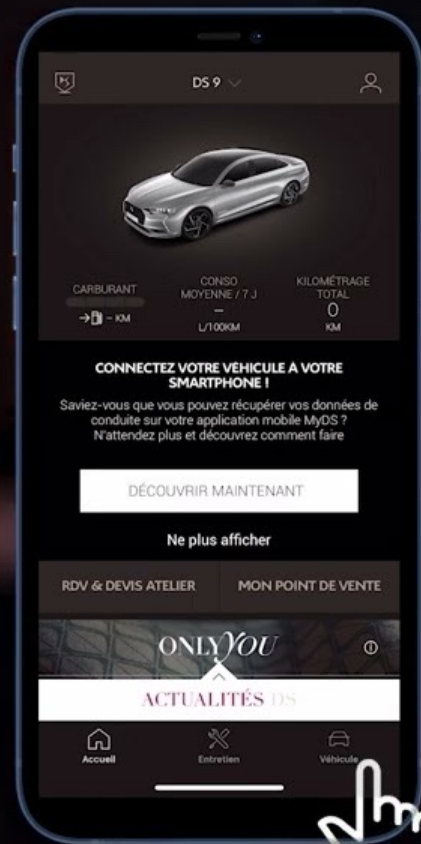 DS 9
CARBURANT
– KM
CONSO
MOYENNE / 7 J
–
L/100KM
KILOMÉTRAGE
TOTAL
0
KM
CONNECTEZ VOTRE VÉHICULE À VOTRE
SMARTPHONE !
Saviez-vous que vous pouvez récupérer vos données de
conduite sur votre application mobile MyDS ?
N'attendez plus et découvrez comment faire
DÉCOUVRIR MAINTENANT
Ne plus afficher
RDV & DEVIS ATELIER
MON POINT DE VENTE
ONLY YOU
ACTUALITÉS DS
Accueil
Entretien
Véhicule